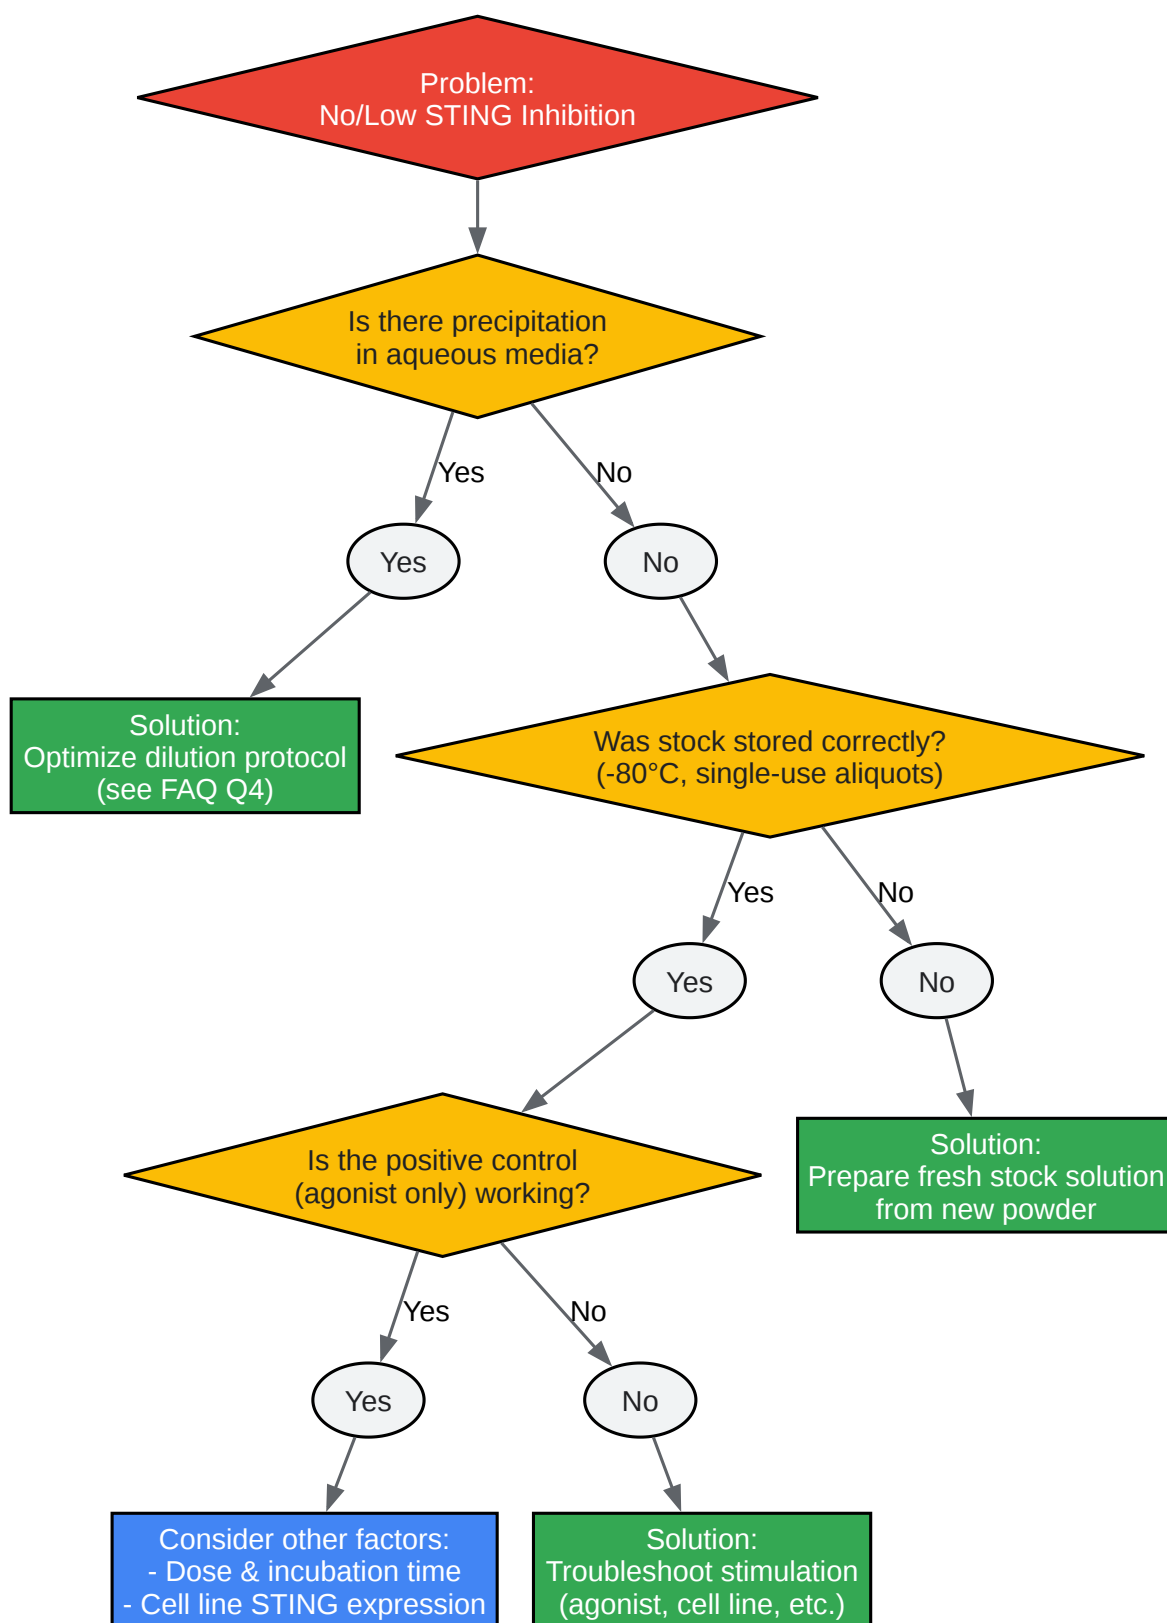 Problem:
No/Low STING Inhibition
Is there precipitation
in aqueous media?
Yes
No
Yes
No
Solution:
Optimize dilution protocol
(see FAQ Q4)
Was stock stored correctly?
(-80°C, single-use aliquots)
Yes
No
Yes
No
Is the positive control
(agonist only) working?
Solution:
Prepare fresh stock solution
from new powder
Yes
No
Yes
No
Consider other factors:
- Dose & incubation time
- Cell line STING expression
Solution:
Troubleshoot stimulation
(agonist, cell line, etc.)